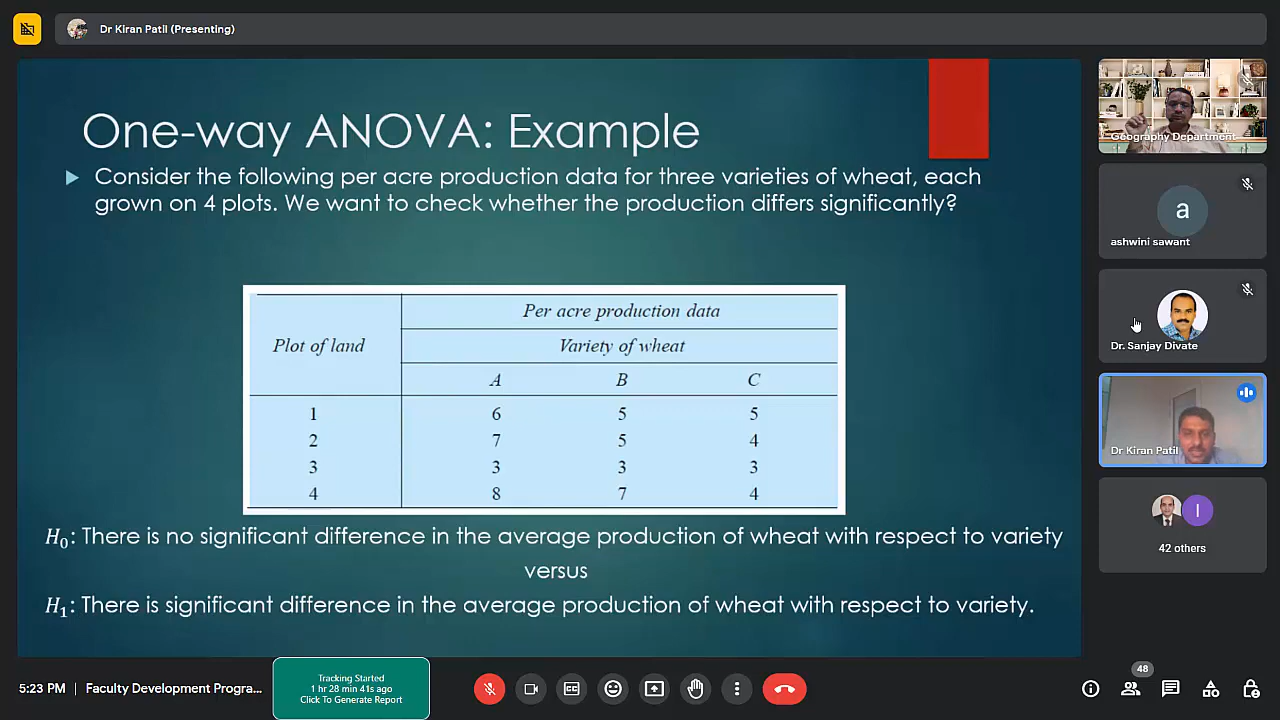 Dr Kiran Patil (Presenting)
One-way ANOVA: Example
Consider the following per acre production data for three varieties of wheat, each
grown on 4 plots. We want to check whether the production differs significantly?
Per acre production data
Plot of land
Variety of wheat
A B C
1 6 5 5
2 7 5 4
3 3 3 3
4 8 7 4
H₀: There is no significant difference in the average production of wheat with respect to variety
versus
H₁: There is significant difference in the average production of wheat with respect to variety.
Geography Department
a
ashwini sawant
Dr. Sanjay Divate
Dr Kiran Patil
I
42 others
5:23 PM | Faculty Development Progra...
Tracking Started
1 hr 28 min 41s ago
Click To Generate Report
48